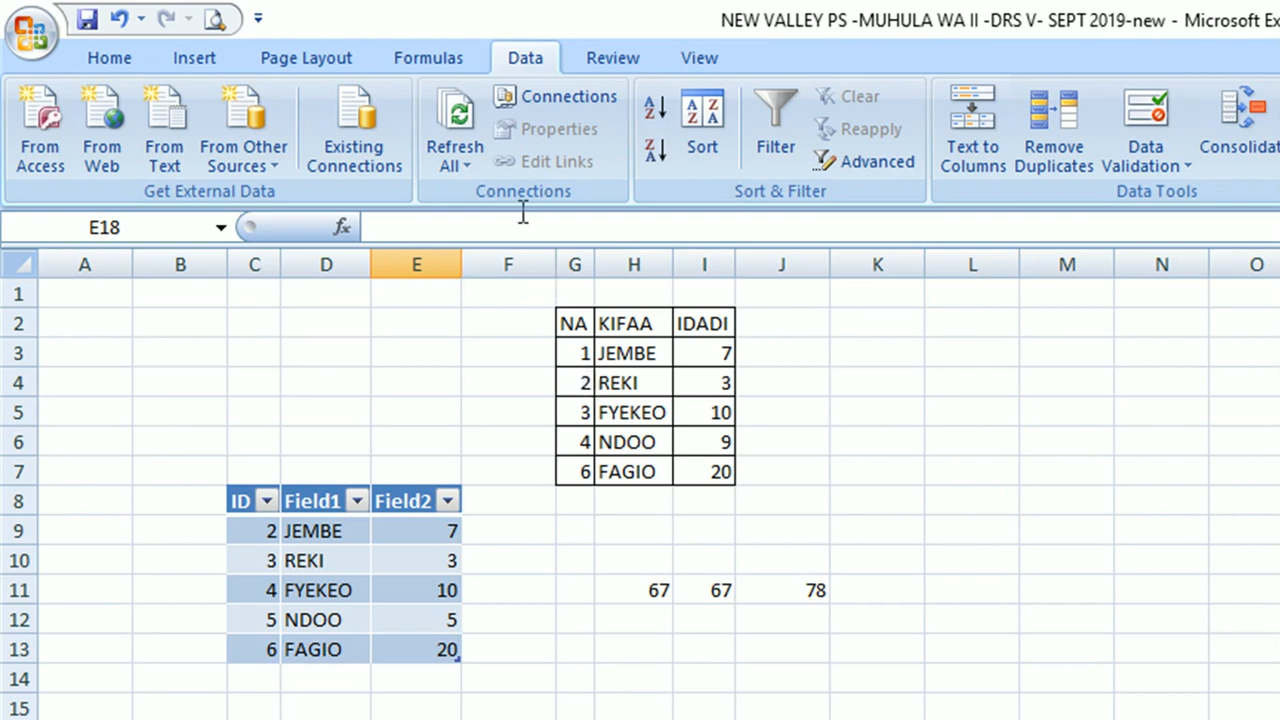 NEW VALLEY PS -MUHULA WA II -DRS V- SEPT 2019-new - Microsoft Ex
Home Insert Page Layout Formulas Data Review View
From Access From Web From Text From Other Sources Existing Connections
Get External Data
Refresh All Connections Properties Edit Links
Connections
Sort Filter Clear Reapply Advanced
Sort & Filter
Text to Columns Remove Duplicates Data Validation Consolidat
Data Tools
E18 fx
A B C D E F G H I J K L M N O
1
2 NA KIFAA IDADI
3 1 JEMBE 7
4 2 REKI 3
5 3 FYEKEO 10
6 4 NDOO 9
7 6 FAGIO 20
8 ID Field1 Field2
9 2 JEMBE 7
10 3 REKI 3
11 4 FYEKEO 10 67 67 78
12 5 NDOO 5
13 6 FAGIO 20
14
15